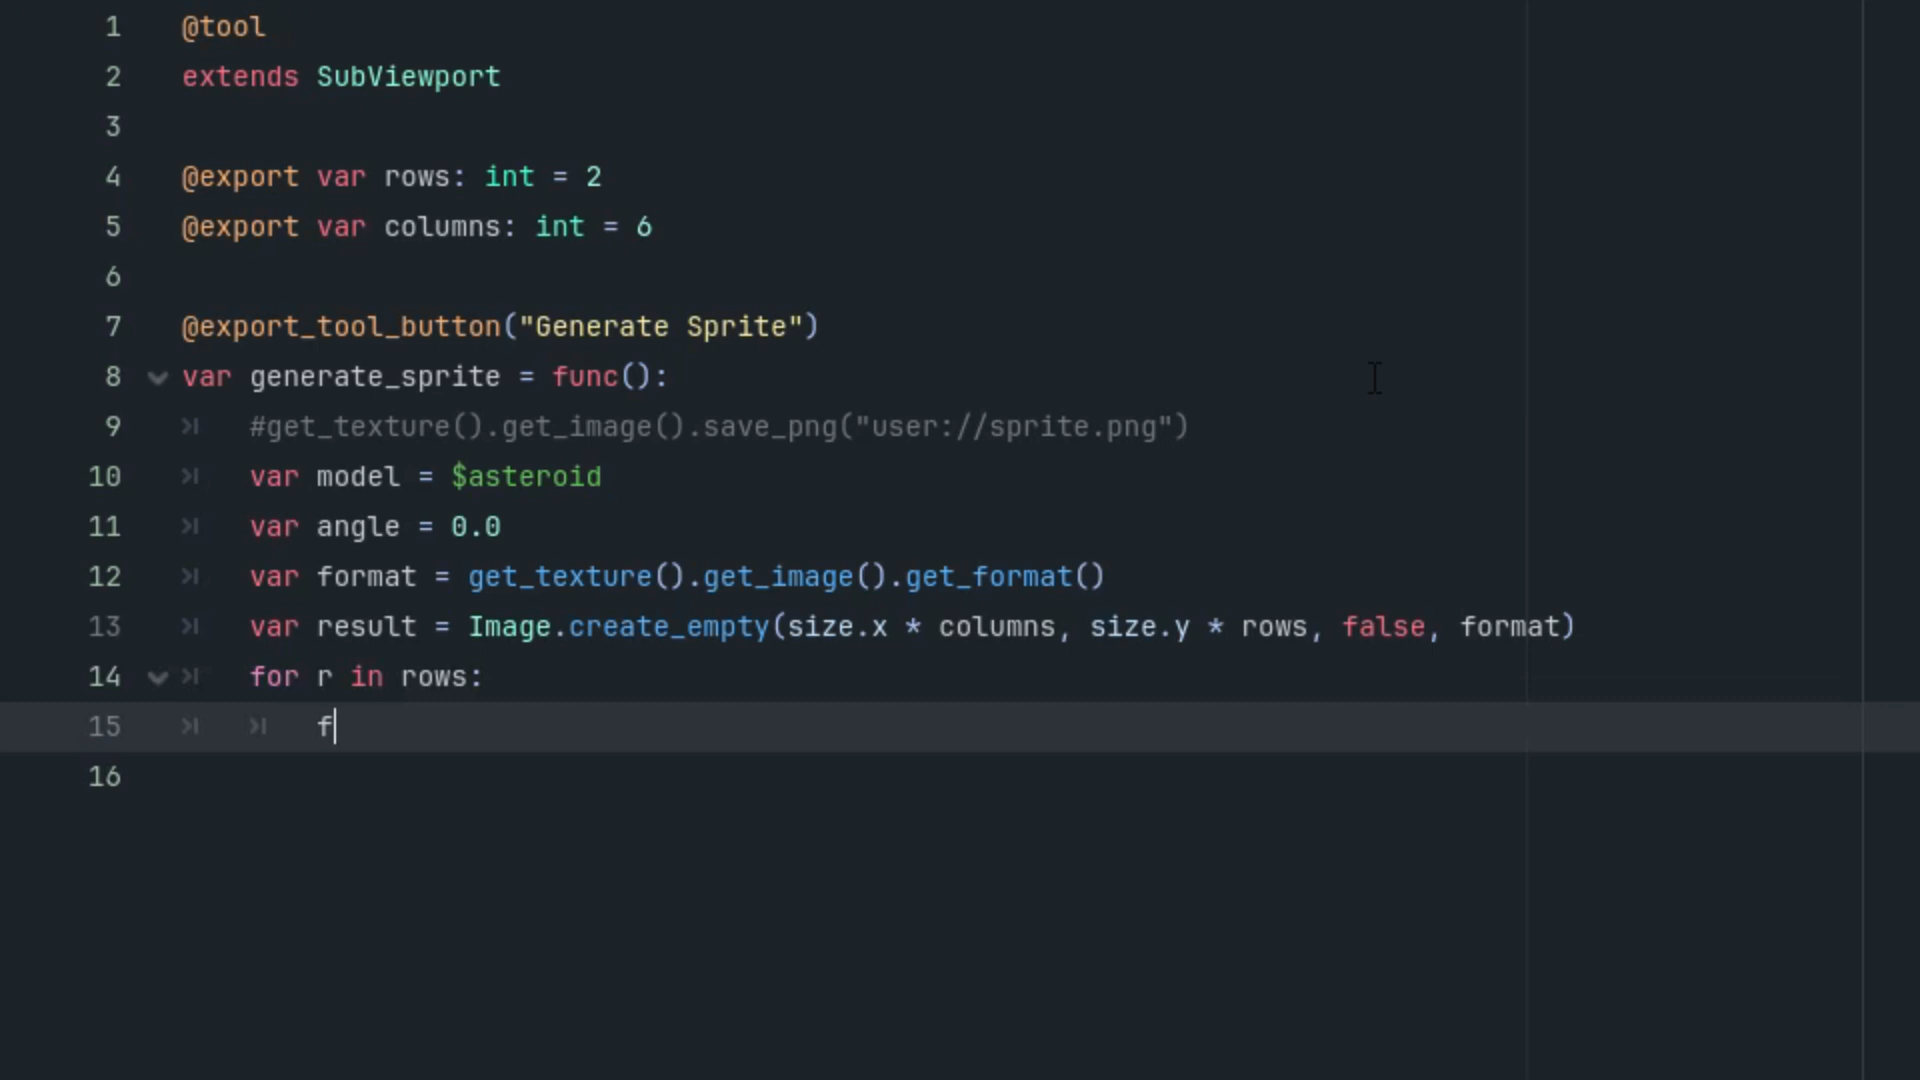 1 @tool
2 extends SubViewport
3
4 @export var rows: int = 2
5 @export var columns: int = 6
6
7 @export_tool_button("Generate Sprite")
8 var generate_sprite = func():
9 #get_texture().get_image().save_png("user://sprite.png")
10 var model = $asteroid
11 var angle = 0.0
12 var format = get_texture().get_image().get_format()
13 var result = Image.create_empty(size.x * columns, size.y * rows, false, format)
14 for r in rows:
15 f
16